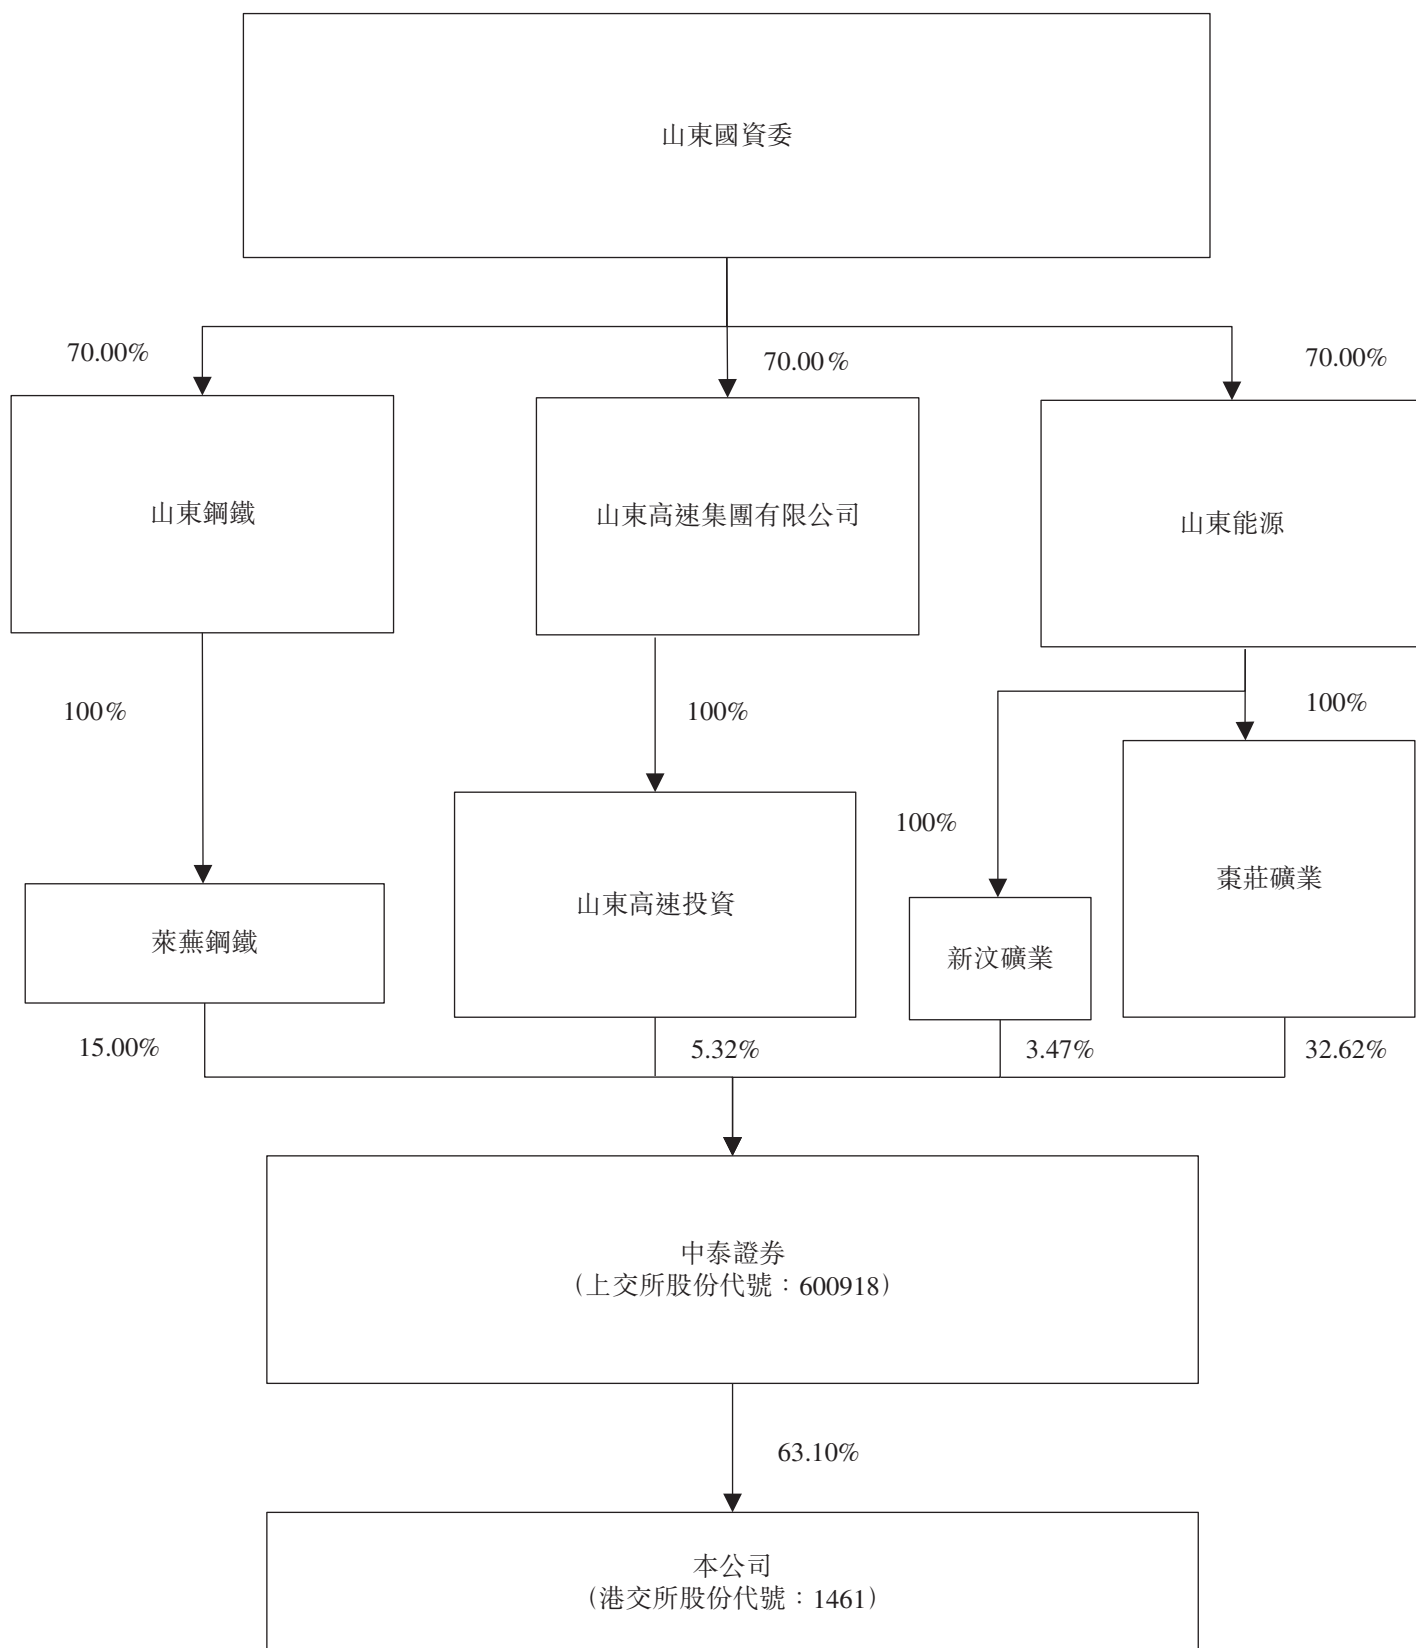 山東國資委
70.00%
70.00%
70.00%
山東鋼鐵
山東高速集團有限公司
山東能源
100%
100%
100%
100%
萊蕪鋼鐵
山東高速投資
新汶礦業
棗莊礦業
15.00%
5.32%
3.47%
32.62%
中泰證券
（上交所股份代號：600918）
63.10%
本公司
（港交所股份代號：1461）